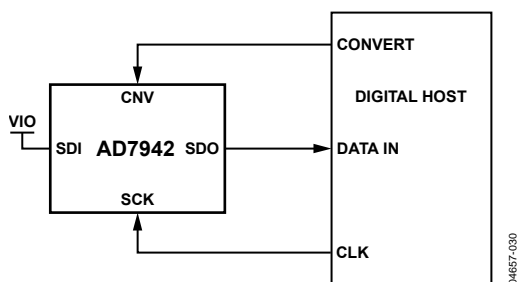 CONVERT
CNV
DIGITAL HOST
VIO
SDI AD7942 SDO
DATA IN
SCK
CLK
04657-030